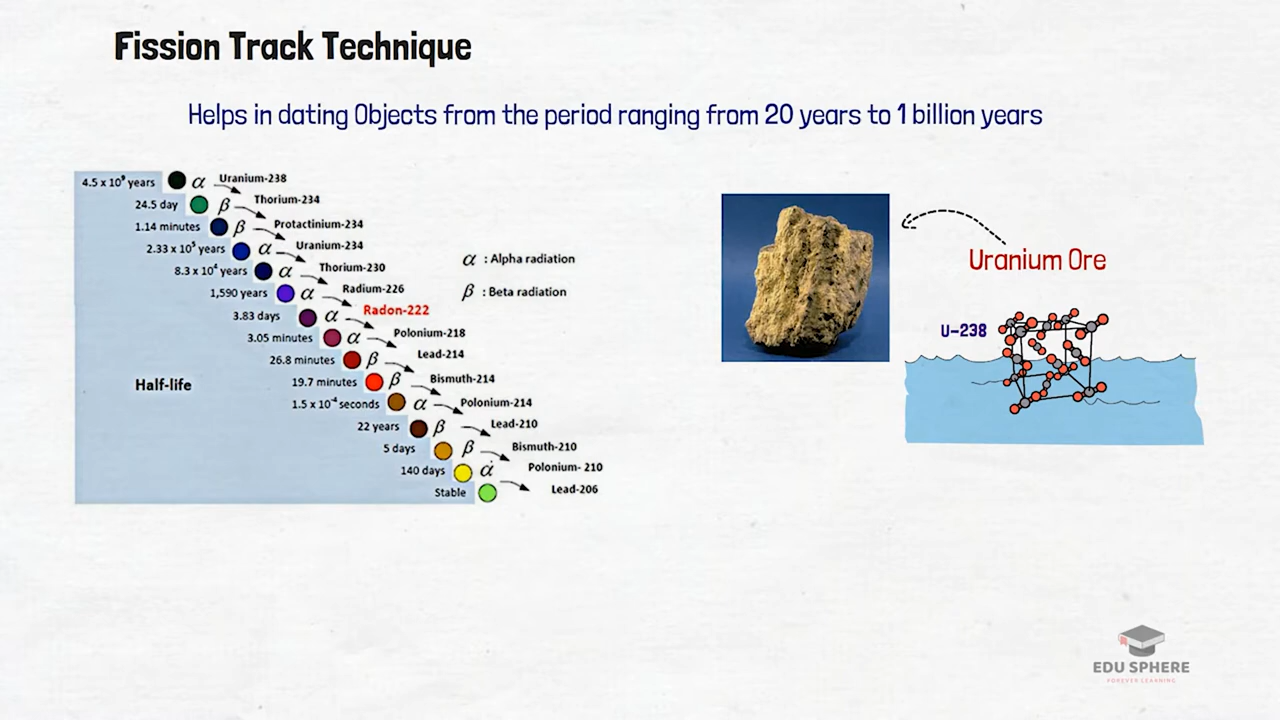 Fission Track Technique
Helps in dating Objects from the period ranging from 20 years to 1 billion years
4.5 x 10⁹ years α Uranium-238
24.5 day β Thorium-234
1.14 minutes β Protactinium-234
2.33 x 10⁵ years α Uranium-234
8.3 x 10⁴ years α Thorium-230
1,590 years α Radium-226
3.83 days α Radon-222
3.05 minutes α Polonium-218
26.8 minutes β Lead-214
19.7 minutes β Bismuth-214
1.5 x 10⁻⁴ seconds α Polonium-214
22 years β Lead-210
5 days β Bismuth-210
140 days α Polonium- 210
Stable Lead-206
Half-life
α : Alpha radiation
β : Beta radiation
Uranium Ore
U-238
EDU SPHERE
FOREVER LEARNING